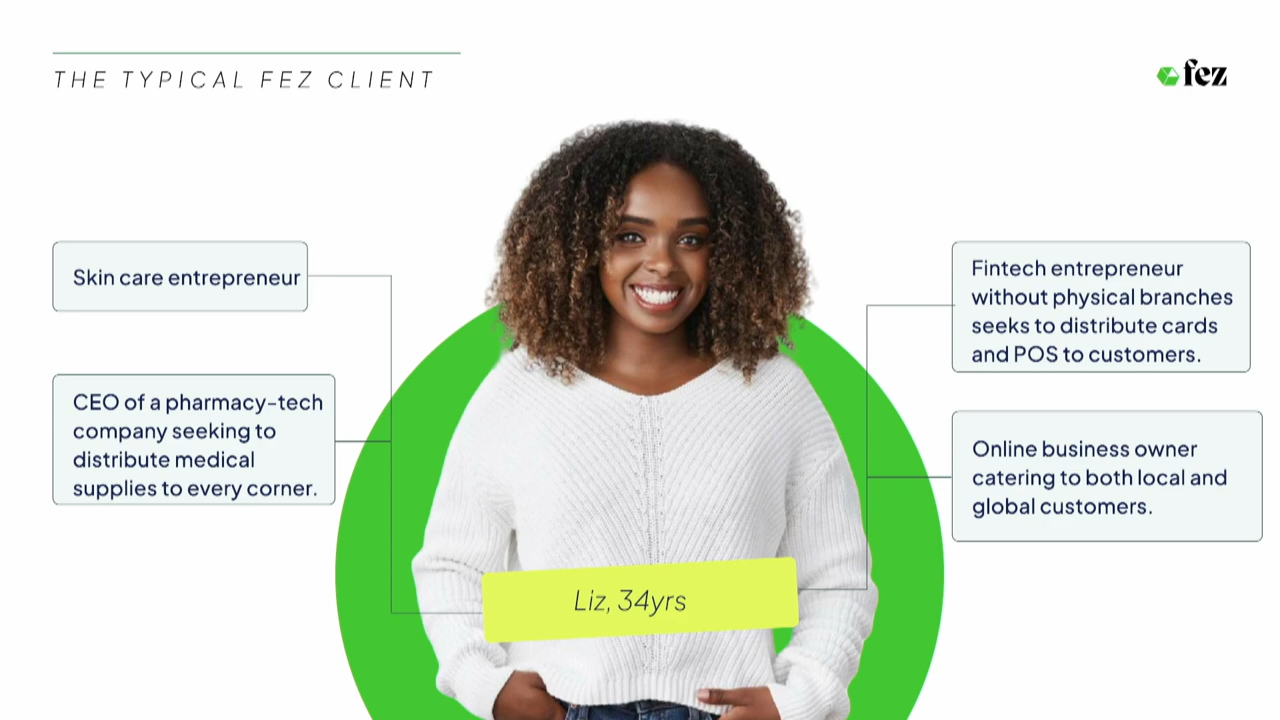 THE TYPICAL FEZ CLIENT
fez
Skin care entrepreneur
CEO of a pharmacy-tech
company seeking to
distribute medical
supplies to every corner.
Fintech entrepreneur
without physical branches
seeks to distribute cards
and POS to customers.
Online business owner
catering to both local and
global customers.
Liz, 34yrs